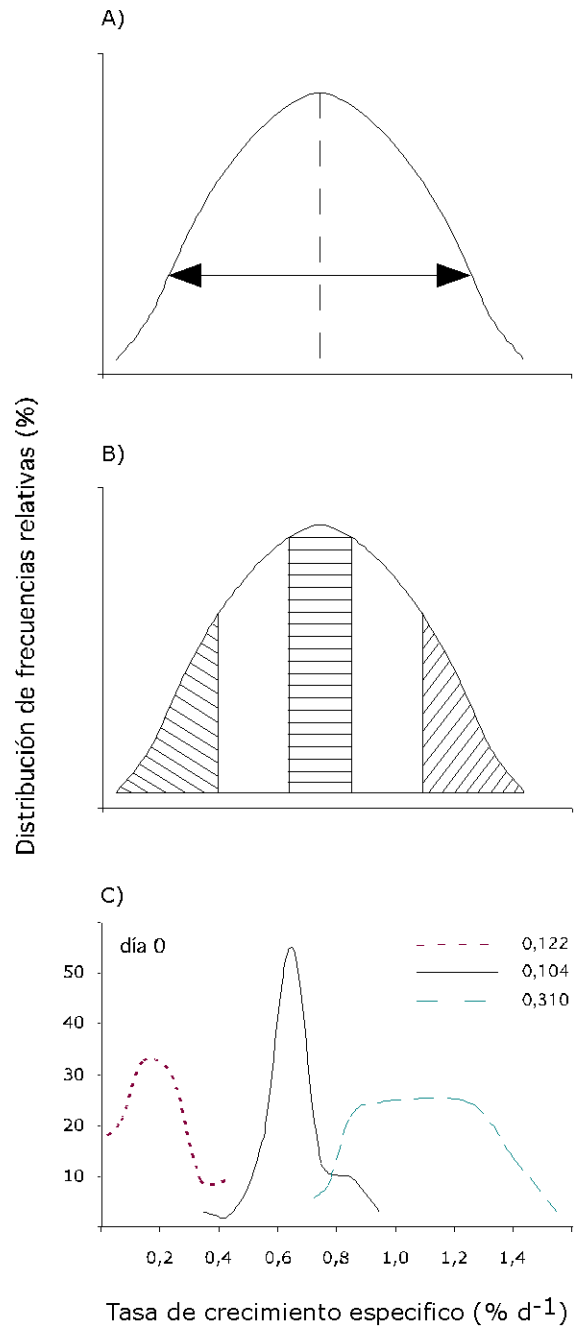 A)
Distribución de frecuencias relativas (%)
B)
C)
día 0
0,122
0,104
0,310
50
40
30
20
10
0,2 0,4 0,6 0,8 1,0 1,2 1,4
Tasa de crecimiento especifico (% d-1)